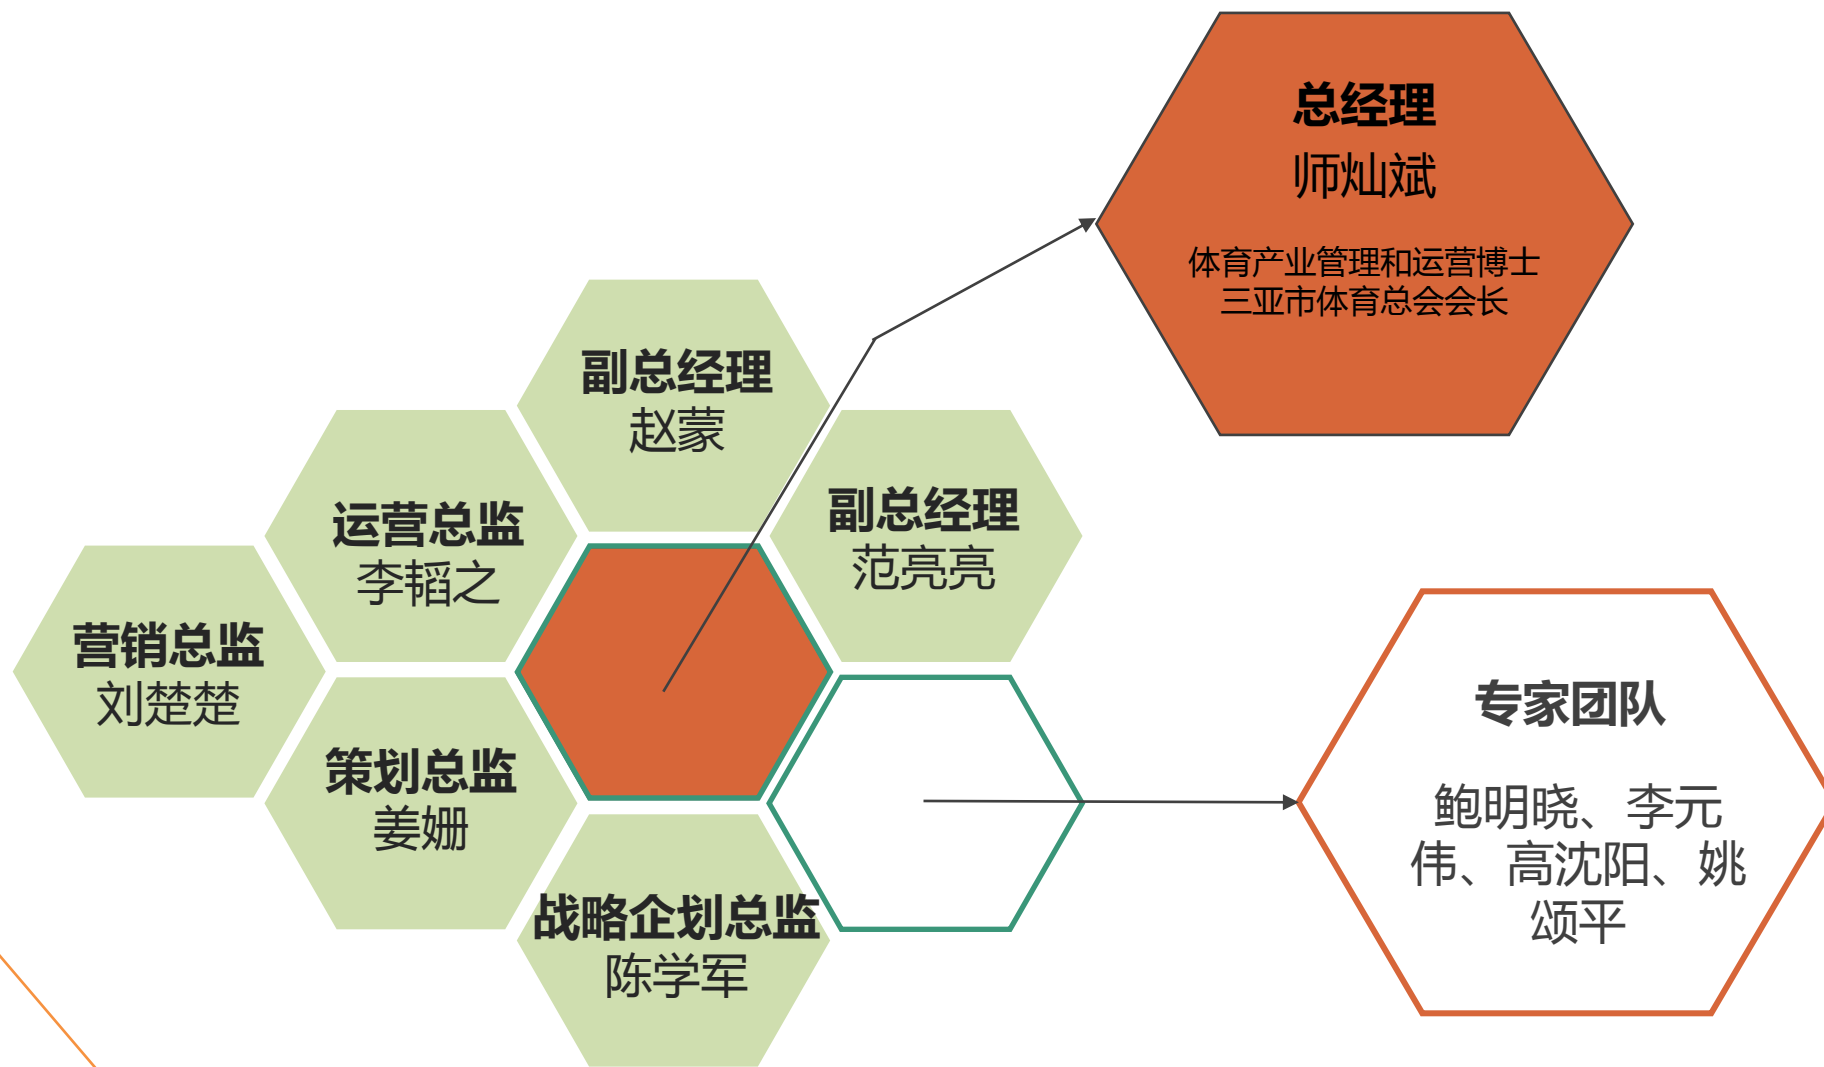 总经理
师灿斌
体育产业管理和运营博士
三亚市体育总会会长
副总经理
赵蒙
副总经理
范亮亮
运营总监
李韬之
营销总监
刘楚楚
策划总监
姜姗
战略企划总监
陈学军
专家团队
鲍明晓、李元
伟、高沈阳、姚
颂平